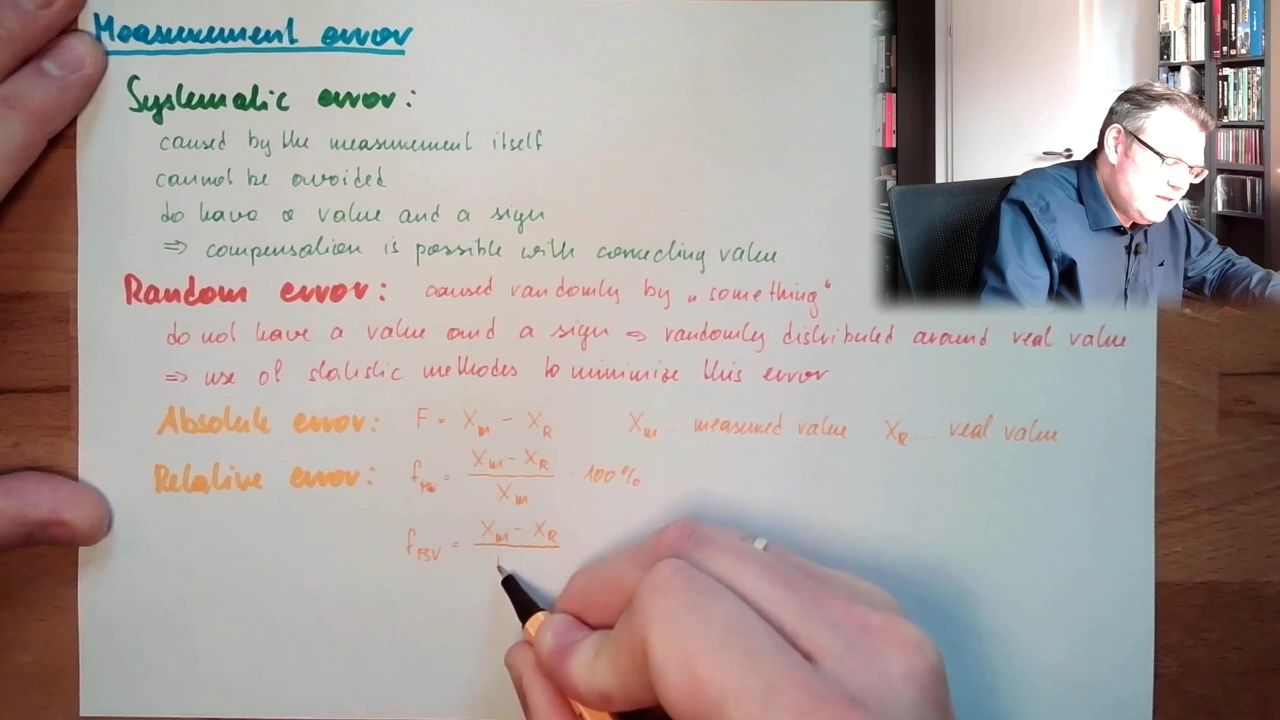 Measurement error
Systematic error:
caused by the measurement itself
cannot be avoided
do have a value and a sign
⇒ compensation is possible with correcting value
Random error: caused randomly by „something“
do not have a value and a sign ⇒ randomly distributed around real value
⇒ use of statistic methodes to minimize this error
Absolute error: F = X_m - X_R X_m .. measured value X_R ... real value
Relative error: f_MV = (X_m - X_R) / X_m · 100%
f_FSV = (X_m - X_R)